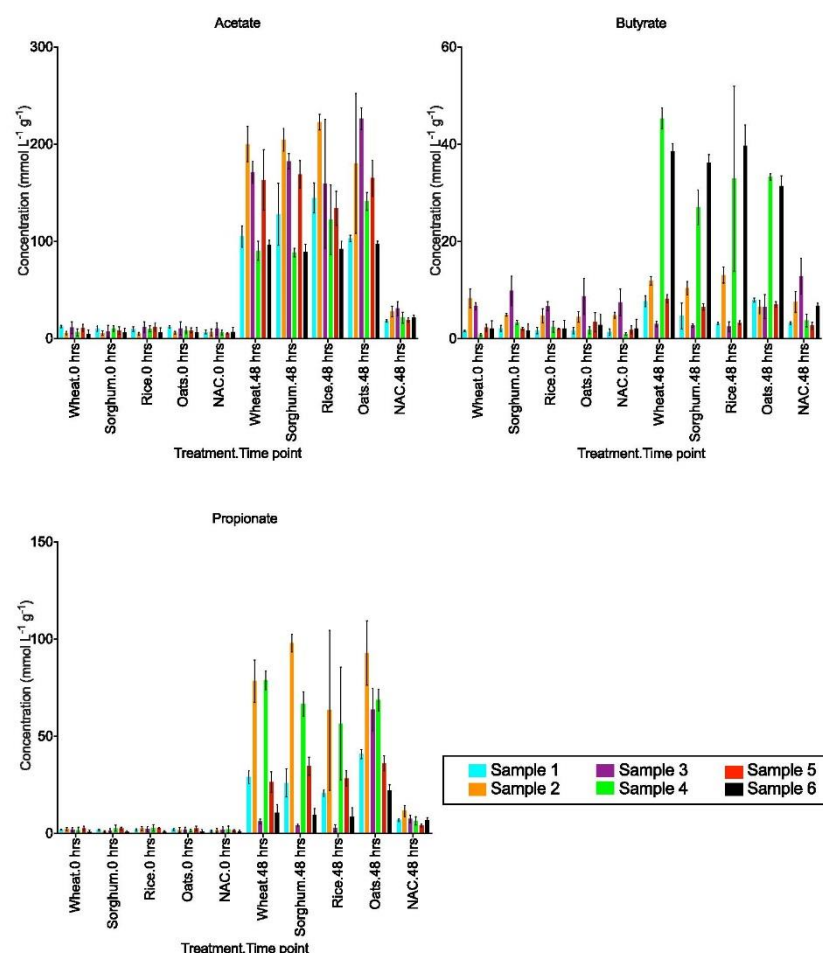 Acetate
300
200
100
0
Concentration (mmol L⁻¹ g⁻¹)
Wheat.0 hrs
Sorghum.0 hrs
Rice.0 hrs
Oats.0 hrs
NAC.0 hrs
Wheat.48 hrs
Sorghum.48 hrs
Rice.48 hrs
Oats.48 hrs
NAC.48 hrs
Treatment.Time point
Butyrate
60
40
20
0
Concentration (mmol L⁻¹ g⁻¹)
Wheat.0 hrs
Sorghum.0 hrs
Rice.0 hrs
Oats.0 hrs
NAC.0 hrs
Wheat.48 hrs
Sorghum.48 hrs
Rice.48 hrs
Oats.48 hrs
NAC.48 hrs
Treatment.Time point
Propionate
150
100
50
0
Concentration (mmol L⁻¹ g⁻¹)
Wheat.0 hrs
Sorghum.0 hrs
Rice.0 hrs
Oats.0 hrs
NAC.0 hrs
Wheat.48 hrs
Sorghum.48 hrs
Rice.48 hrs
Oats.48 hrs
NAC.48 hrs
Treatment.Time point
Sample 1 Sample 3 Sample 5
Sample 2 Sample 4 Sample 6